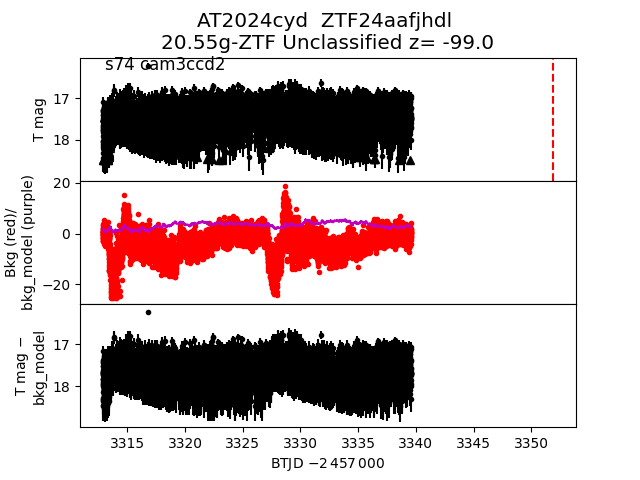 AT2024cyd  ZTF24aafjhdl
20.55g-ZTF Unclassified z= -99.0
s74 cam3ccd2
T mag
17
18
Bkg (red)/
bkg_model (purple)
20
0
−20
T mag −
bkg_model
17
18
3315 3320 3325 3330 3335 3340 3345 3350
BTJD −2 457 000